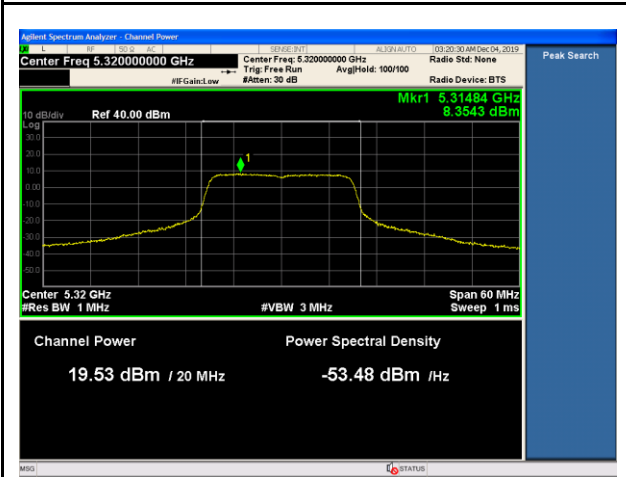 Agilent Spectrum Analyzer - Channel Power
L RF 50 Ω AC SENSE:INT ALIGN AUTO 03:20:30 AM Dec 04, 2019
Center Freq 5.320000000 GHz
Center Freq: 5.320000000 GHz
Radio Std: None
Trig: Free Run Avg|Hold: 100/100
#IFGain:Low #Atten: 30 dB Radio Device: BTS
Peak Search
Mkr1 5.31484 GHz
8.3543 dBm
10 dB/div Ref 40.00 dBm
Log
30.0
20.0
1
10.0
0.00
-10.0
-20.0
-30.0
-40.0
-50.0
Center 5.32 GHz Span 60 MHz
#Res BW 1 MHz #VBW 3 MHz Sweep 1 ms
Channel Power Power Spectral Density
19.53 dBm / 20 MHz -53.48 dBm /Hz
MSG STATUS